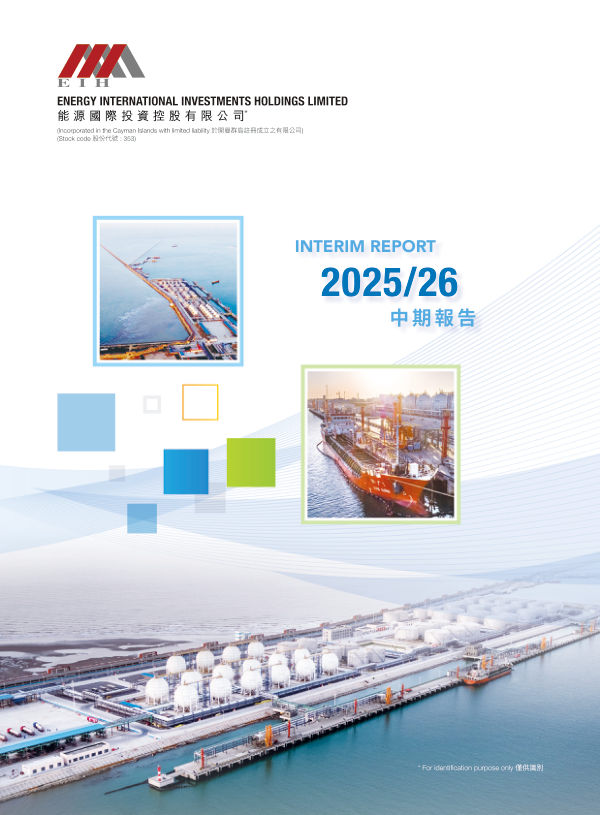 EIH
ENERGY INTERNATIONAL INVESTMENTS HOLDINGS LIMITED
能源國際投資控股有限公司*
(Incorporated in the Cayman Islands with limited liability 於開曼群島註冊成立之有限公司)
(Stock code 股份代號 : 353)
INTERIM REPORT
2025/26
中期報告
* For identification purpose only 僅供識別